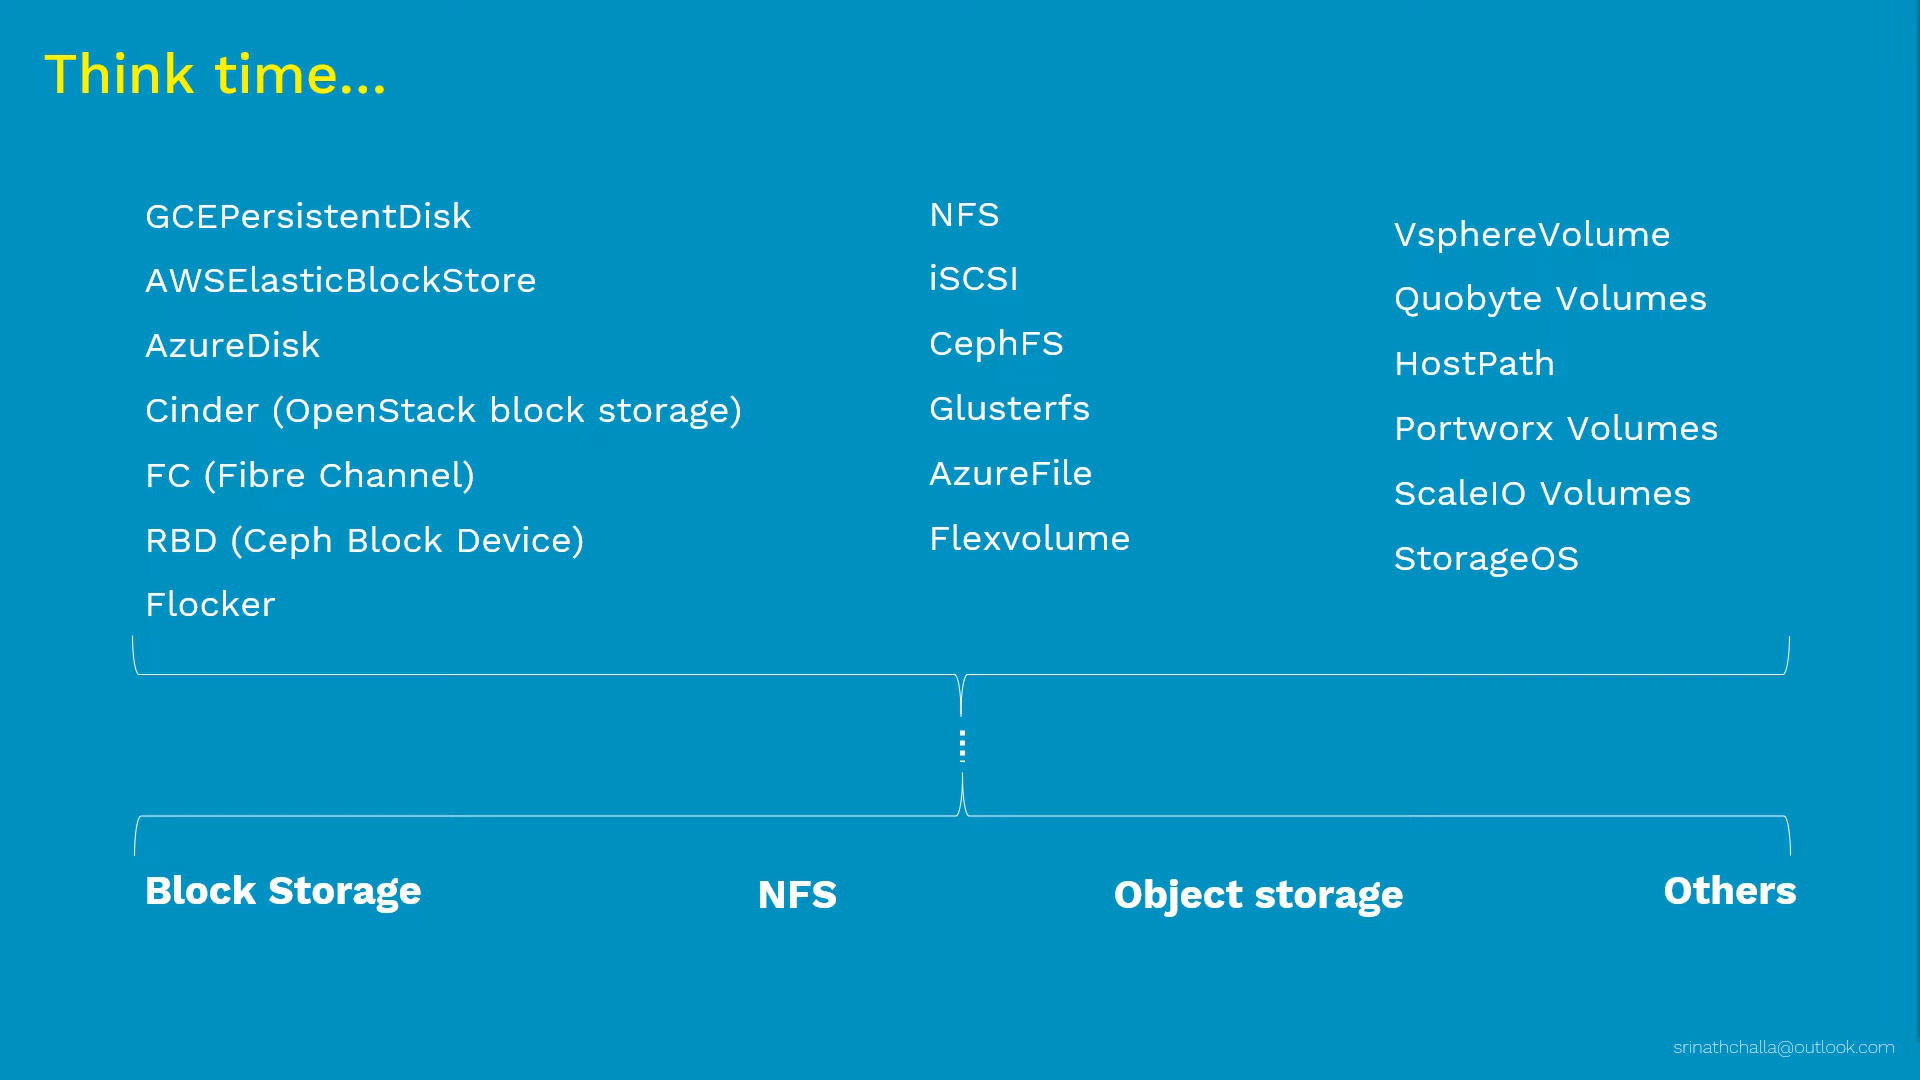 Think time...
GCEPersistentDisk
AWSElasticBlockStore
AzureDisk
Cinder (OpenStack block storage)
FC (Fibre Channel)
RBD (Ceph Block Device)
Flocker
NFS
iSCSI
CephFS
Glusterfs
AzureFile
Flexvolume
VsphereVolume
Quobyte Volumes
HostPath
Portworx Volumes
ScaleIO Volumes
StorageOS
Block Storage
NFS
Object storage
Others
srinathchalla@outlook.com